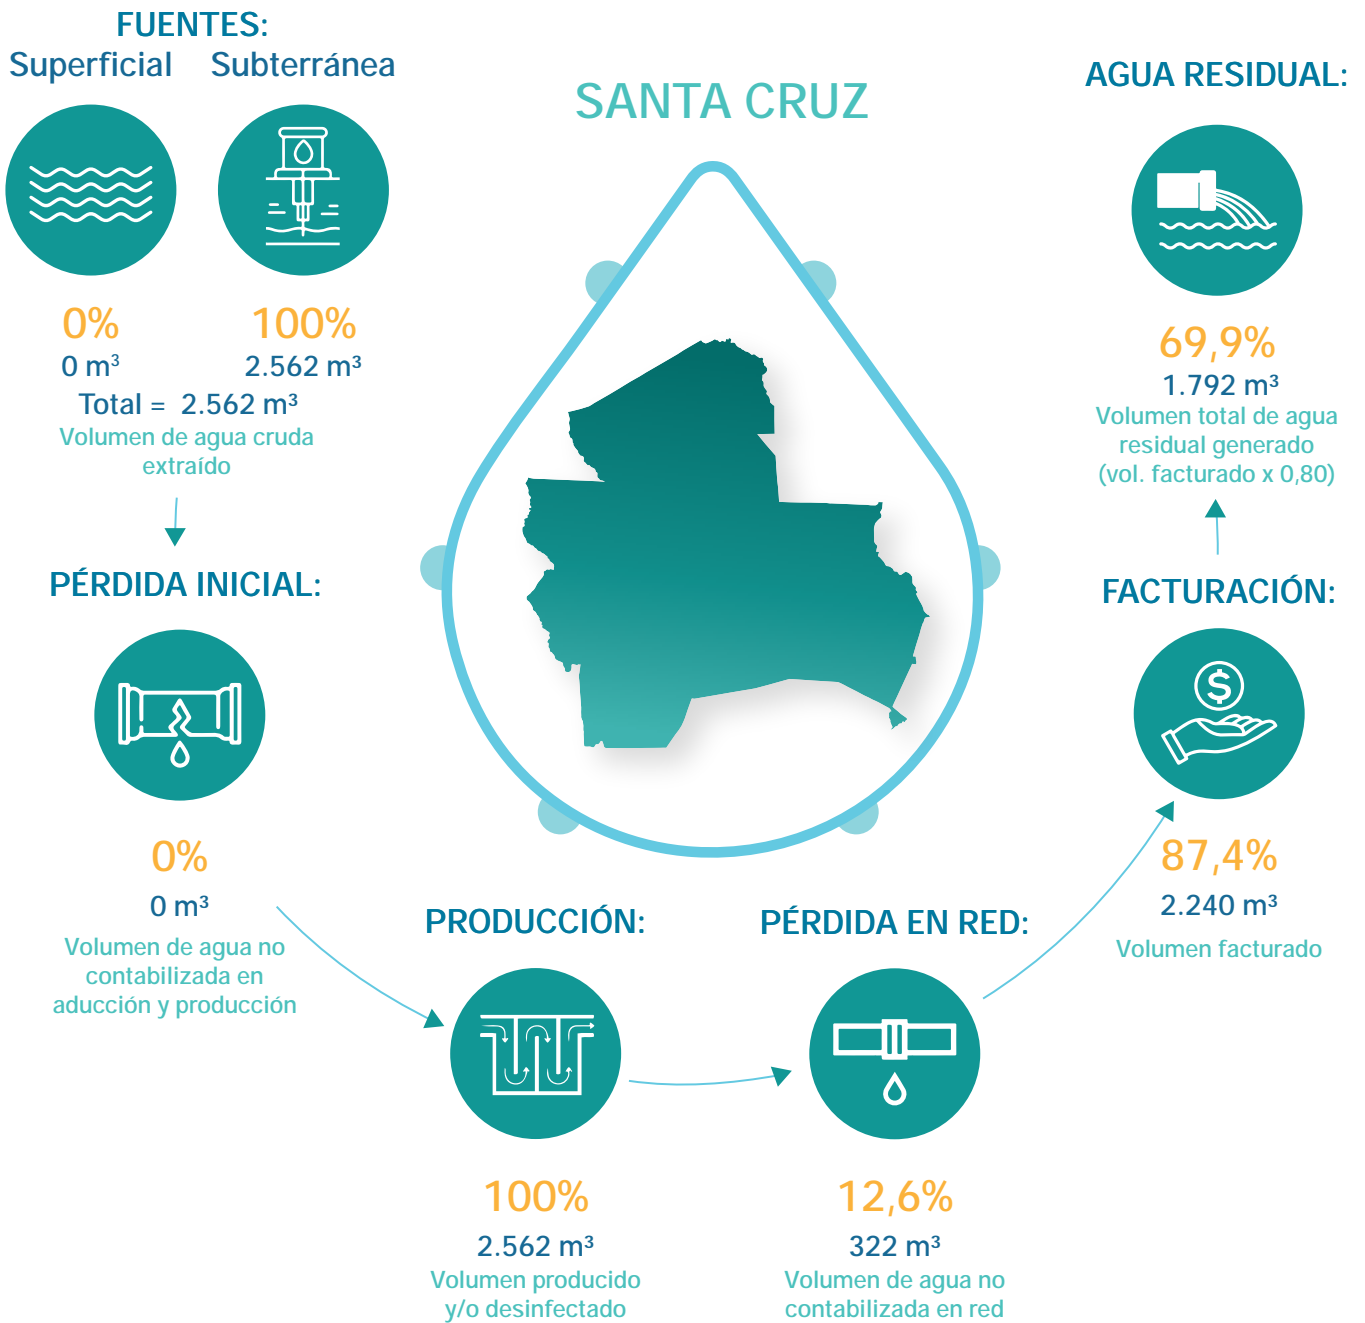 FUENTES:
Superficial
Subterránea
0%
0 m³
100%
2.562 m³
Total = 2.562 m³
Volumen de agua cruda
extraído
PÉRDIDA INICIAL:
0%
0 m³
Volumen de agua no
contabilizada en
aducción y producción
SANTA CRUZ
PRODUCCIÓN:
100%
2.562 m³
Volumen producido
y/o desinfectado
PÉRDIDA EN RED:
12,6%
322 m³
Volumen de agua no
contabilizada en red
FACTURACIÓN:
$
87,4%
2.240 m³
Volumen facturado
AGUA RESIDUAL:
69,9%
1.792 m³
Volumen total de agua
residual generado
(vol. facturado x 0,80)